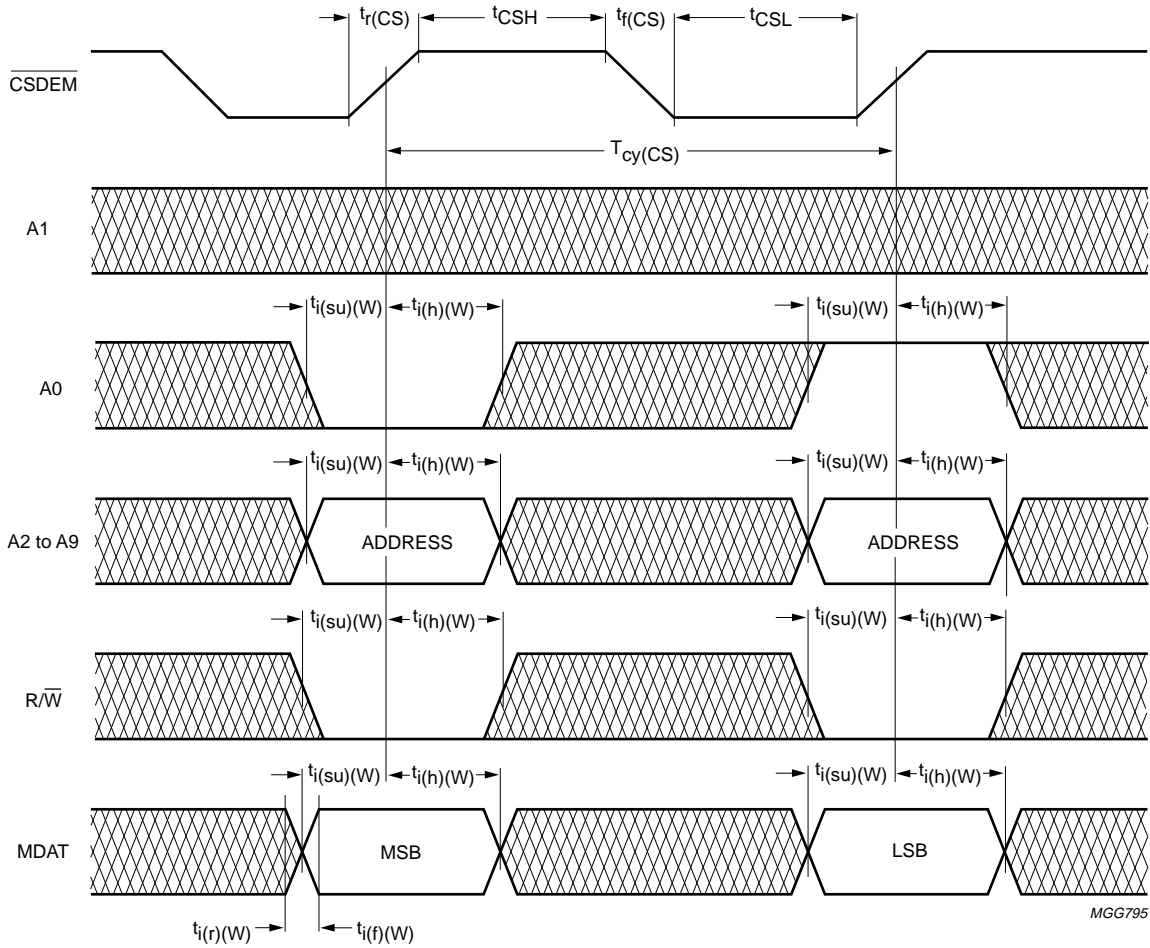 tr(CS) tCSH tf(CS) tCSL
CSDEM
Tcy(CS)
A1
ti(su)(W) ti(h)(W) ti(su)(W) ti(h)(W)
A0
ti(su)(W) ti(h)(W) ti(su)(W) ti(h)(W)
A2 to A9 ADDRESS ADDRESS
ti(su)(W) ti(h)(W) ti(su)(W) ti(h)(W)
R/W
ti(su)(W) ti(h)(W) ti(su)(W) ti(h)(W)
MDAT MSB LSB
MGG795
ti(r)(W) ti(f)(W)